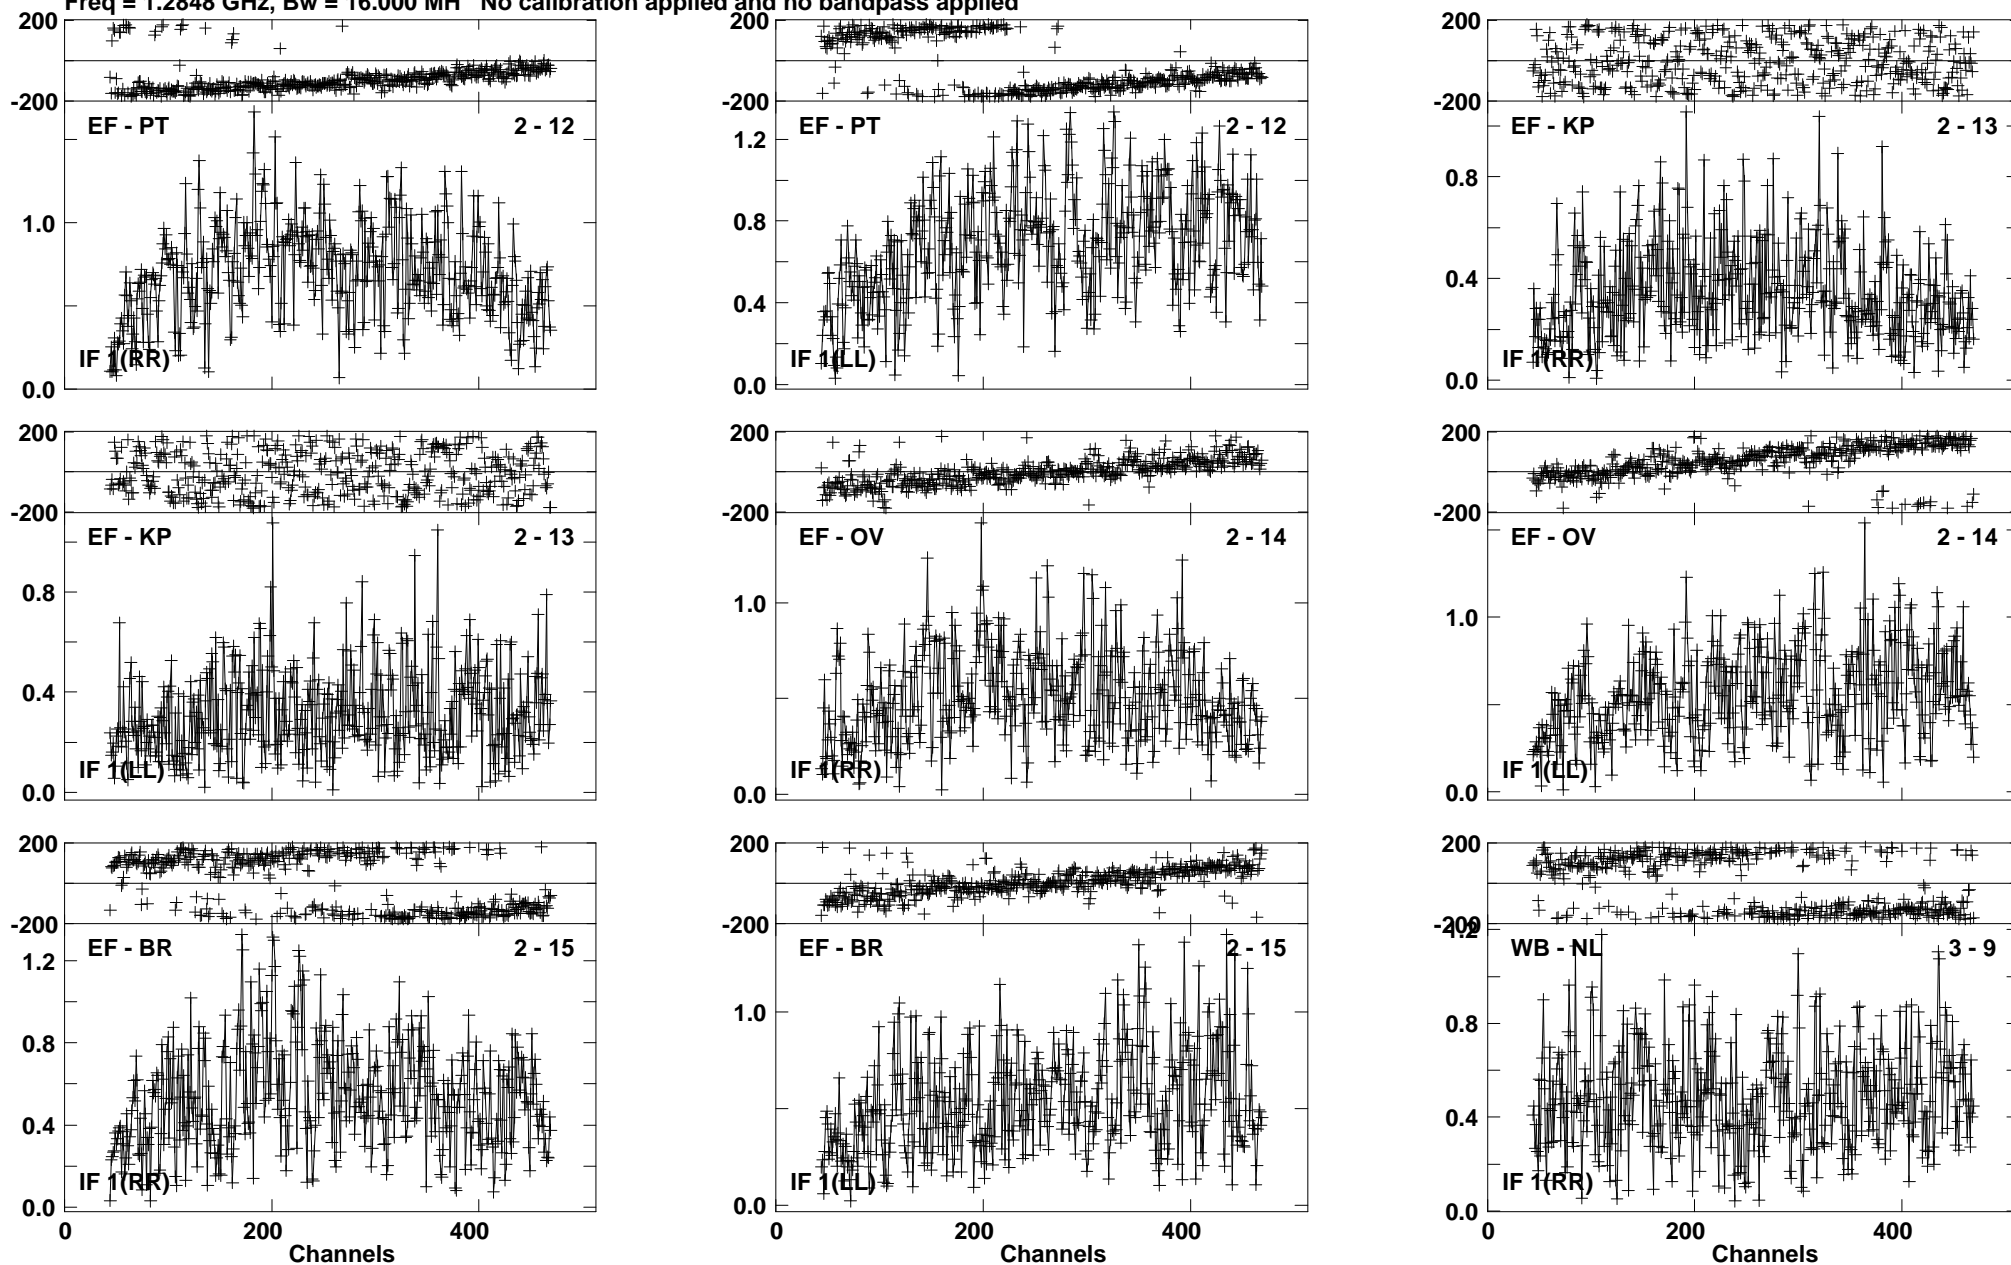 Freq = 1.2848 GHz, Bw = 16.000 MH No calibration applied and no bandpass applied
200
-200
EF - PT 2 - 12
1.0
IF 1(RR)
0.0
200
-200
EF - PT 2 - 12
1.2
0.8
0.4
IF 1(LL)
0.0
200
-200
EF - KP 2 - 13
0.8
0.4
IF 1(RR)
0.0
200
-200
EF - KP 2 - 13
0.8
0.4
IF 1(LL)
0.0
200
-200
EF - OV 2 - 14
1.0
IF 1(RR)
0.0
200
-200
EF - OV 2 - 14
1.0
IF 1(LL)
0.0
200
-200
EF - BR 2 - 15
1.2
0.8
0.4
IF 1(RR)
0.0
0 200 400
Channels
200
-200
EF - BR 2 - 15
1.0
IF 1(LL)
0.0
0 200 400
Channels
200
-200
1.2
WB - NL 3 - 9
0.8
0.4
IF 1(RR)
0.0
0 200 400
Channels